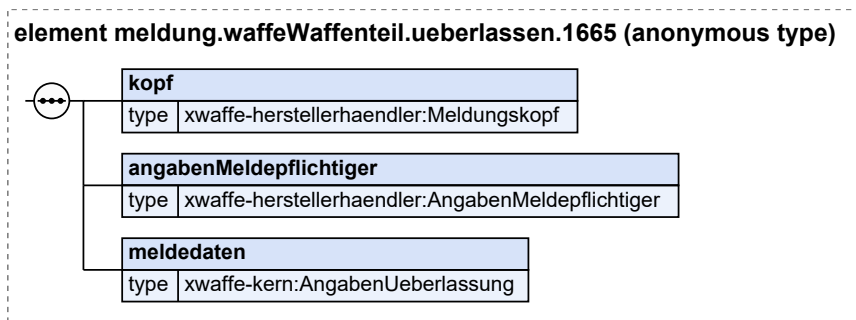 element meldung.waffeWaffenteil.ueberlassen.1665 (anonymous type)
kopf
type xwaffe-herstellerhaendler:Meldungskopf
angabenMeldepflichtiger
type xwaffe-herstellerhaendler:AngabenMeldepflichtiger
meldedaten
type xwaffe-kern:AngabenUeberlassung